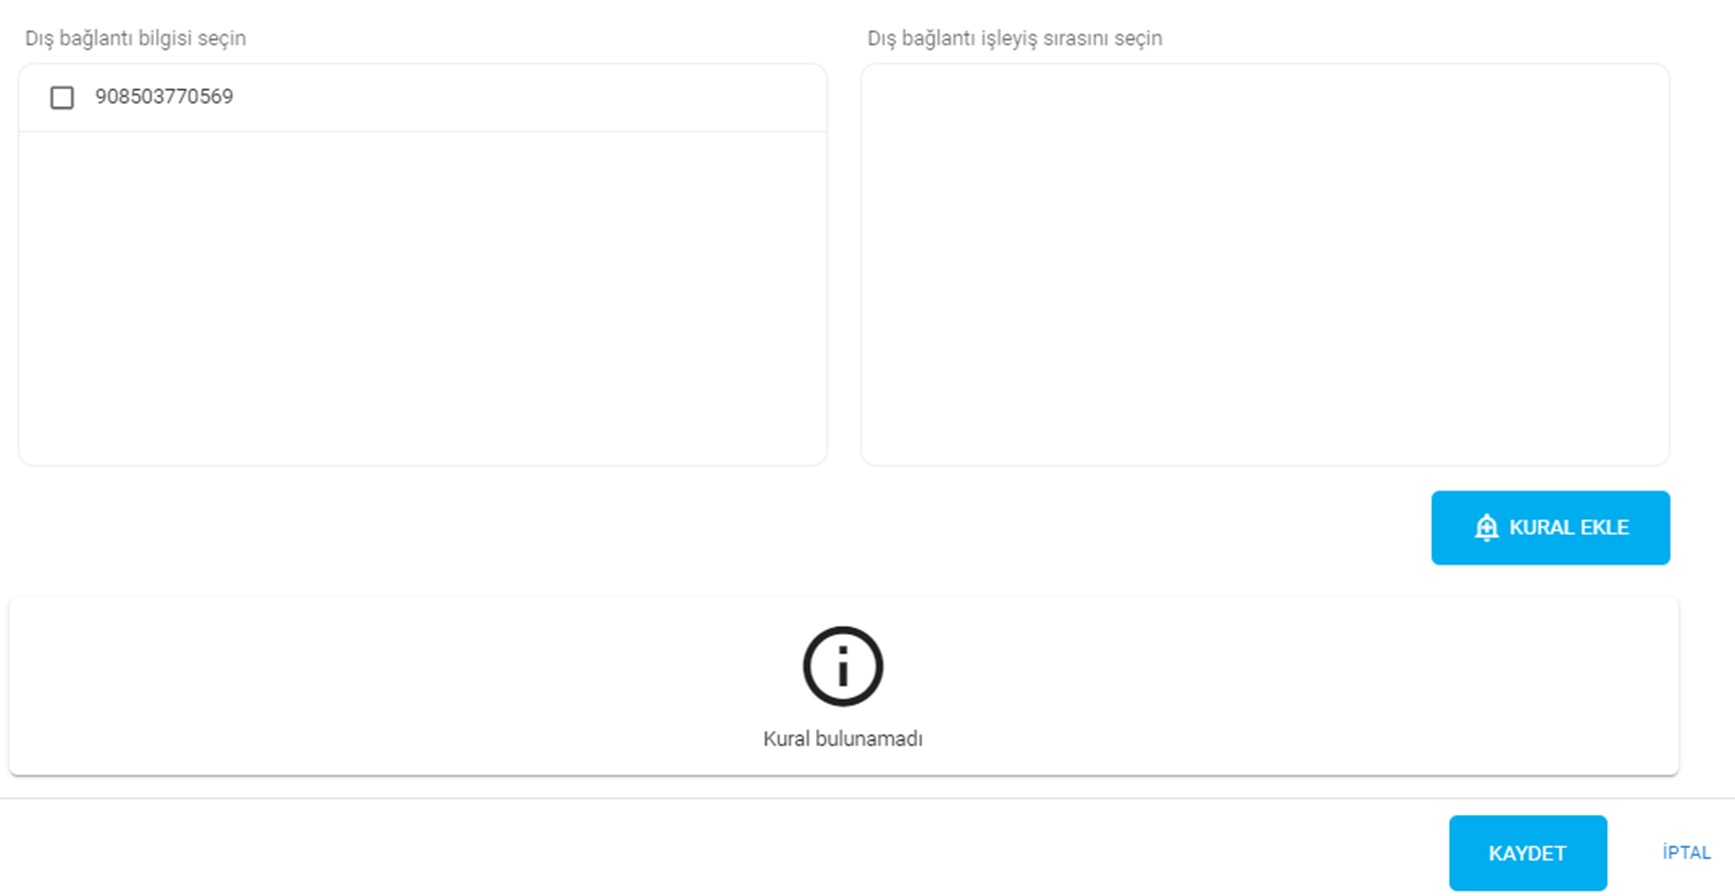 Dış bağlantı bilgisi seçin
Dış bağlantı işleyiş sırasını seçin
908503770569
KURAL EKLE
Kural bulunamadı
KAYDET
İPTAL